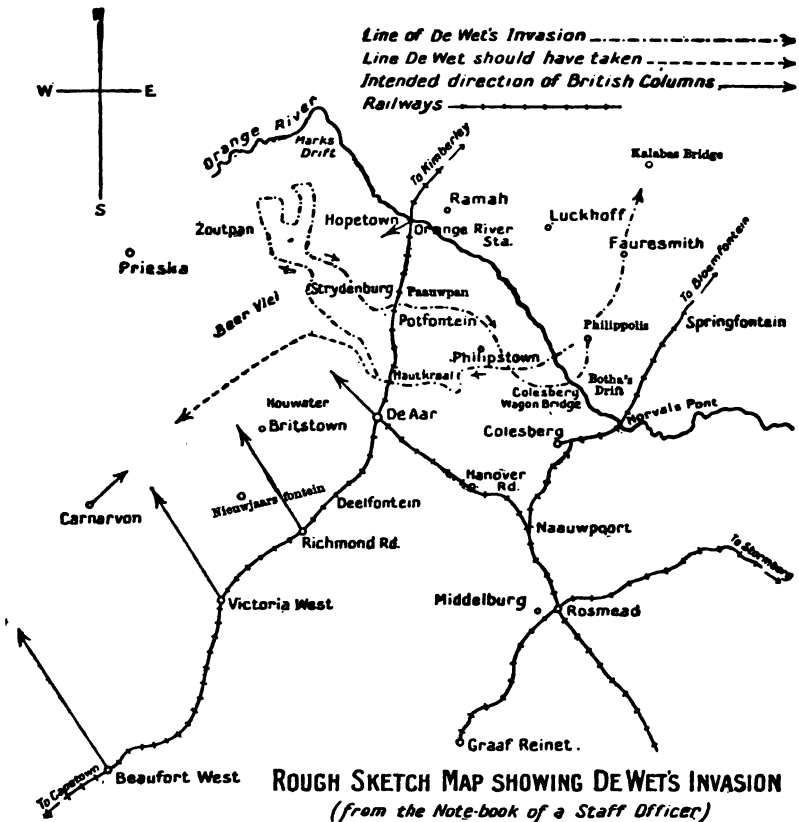 Line of De Wet's Invasion
Line De Wet should have taken
Intended direction of British Columns
Railways
W
E
S
Orange River
Marks
Drift
To Kimberley
Kalabas Bridge
Ramah
Luckhoff
Zoutpan
Hopetown
Orange River
Sta.
Fauresmith
Prieska
To Bloemfontein
Strydenburg
Paauwpan
Beer Vlei
Potfontein
Philippolis
Springfontein
Philipstown
Hautkraal
Botha's
Drift
Colesberg
Wagon Bridge
Houwater
Britstown
De Aar
Norvals Pont
Colesberg
Hanover
Rd.
Nieuwjaarsfontein
Deelfontein
Carnarvon
Naauwpoort
Richmond Rd.
To Stormberg
Victoria West
Middelburg
Rosmead
Graaf Reinet.
To Capetown
Beaufort West
ROUGH SKETCH MAP SHOWING DE WET'S INVASION
(from the Note-book of a Staff Officer)